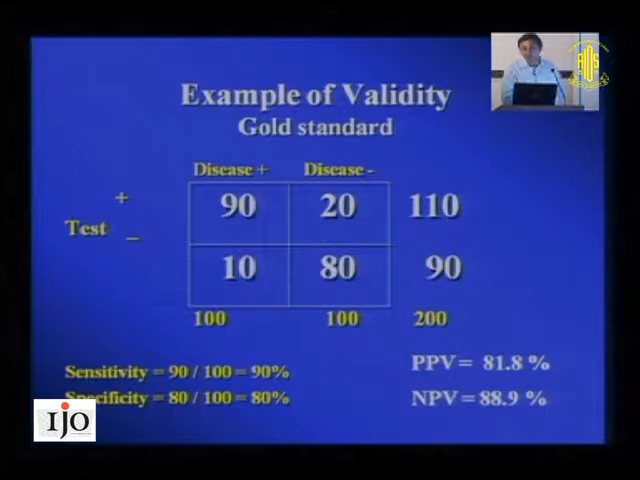 Example of Validity
Gold standard
Disease + Disease -
+ 90 20 110
Test
_ 10 80 90
100 100 200
Sensitivity = 90 / 100 = 90%
Specificity = 80 / 100 = 80%
PPV = 81.8 %
NPV = 88.9 %
IJO